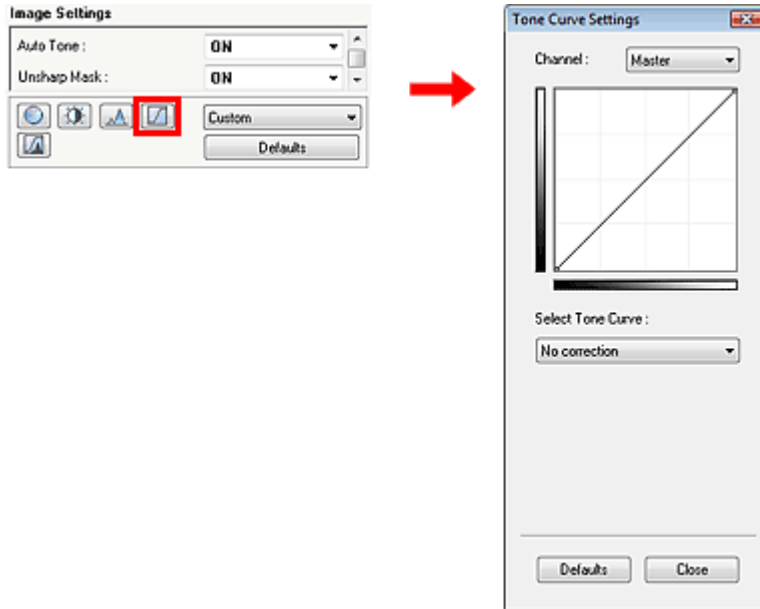 Image Settings
Auto Tone : ON
Unsharp Mask : ON
Custom
Defaults
Tone Curve Settings
Channel : Master
Select Tone Curve :
No correction
Defaults Close